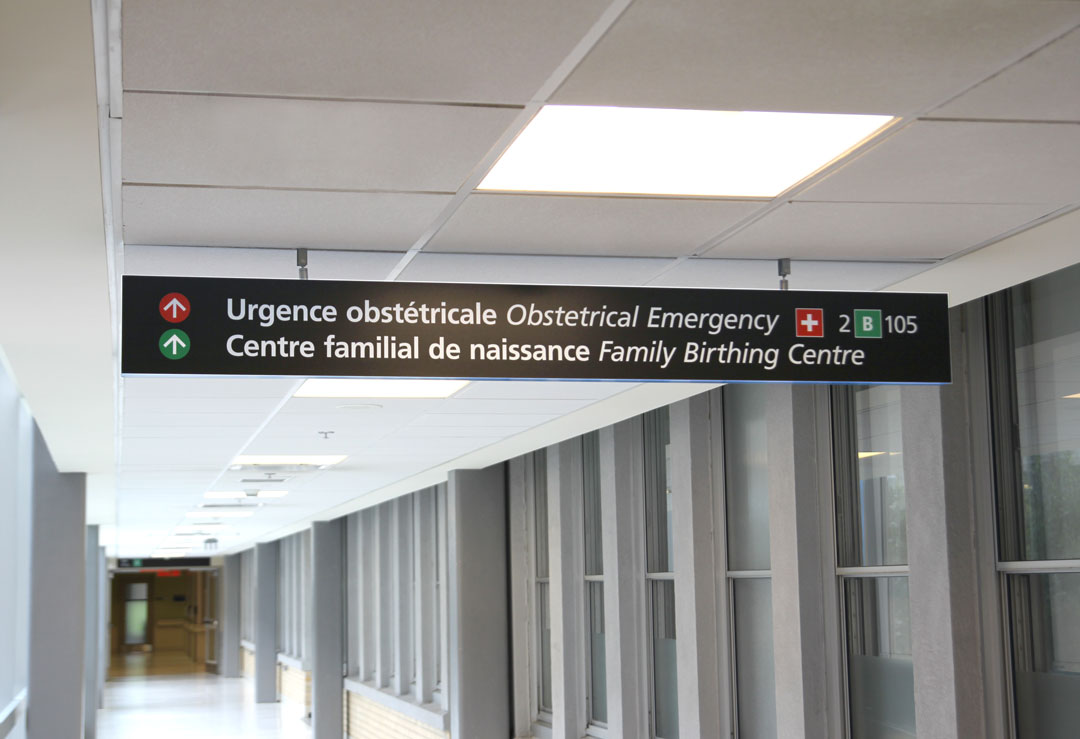 Urgence obstétricale Obstetrical Emergency 2 B 105
Centre familial de naissance Family Birthing Centre